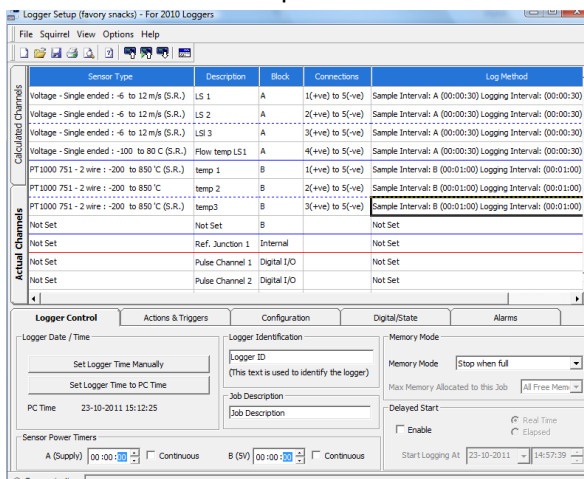 Logger Setup (favory snacks) - For 2010 Loggers
File Squirrel View Options Help
Calculated Channels
Actual Channels
Sensor Type Description Block Connections Log Method
Voltage - Single ended : -6 to 12 m/s (S.R.) LS 1 A 1(+ve) to 5(-ve) Sample Interval: A (00:00:30) Logging Interval: (00:00:30)
Voltage - Single ended : -6 to 12 m/s (S.R.) LS 2 A 2(+ve) to 5(-ve) Sample Interval: A (00:00:30) Logging Interval: (00:00:30)
Voltage - Single ended : -6 to 12 m/s (S.R.) LSl 3 A 3(+ve) to 5(-ve) Sample Interval: A (00:00:30) Logging Interval: (00:00:30)
Voltage - Single ended : -100 to 80 C (S.R.) Flow temp LS1 A 4(+ve) to 5(-ve) Sample Interval: A (00:00:30) Logging Interval: (00:00:30)
PT1000 751 - 2 wire : -200 to 850 'C (S.R.) temp 1 B 1(+ve) to 5(-ve) Sample Interval: B (00:01:00) Logging Interval: (00:01:00)
PT1000 751 - 2 wire : -200 to 850 'C temp 2 B 2(+ve) to 5(-ve) Sample Interval: B (00:01:00) Logging Interval: (00:01:00)
PT1000 751 - 2 wire : -200 to 850 'C (S.R.) temp3 B 3(+ve) to 5(-ve) Sample Interval: B (00:01:00) Logging Interval: (00:01:00)
Not Set Not Set B Not Set
Not Set Ref. Junction 1 Internal Not Set
Not Set Pulse Channel 1 Digital I/O Not Set
Not Set Pulse Channel 2 Digital I/O Not Set
Logger Control Actions & Triggers Configuration Digital/State Alarms
Logger Date / Time
Set Logger Time Manually
Set Logger Time to PC Time
PC Time 23-10-2011 15:12:25
Logger Identification
Logger ID
(This text is used to identify the logger)
Job Description
Job Description
Memory Mode
Memory Mode Stop when full
Max Memory Allocated to this Job All Free Mem
Delayed Start
Enable
Real Time
Elapsed
Start Logging At 23-10-2011 14:57:39
Sensor Power Timers
A (Supply) 00:00:00 Continuous B (5V) 00:00:00 Continuous